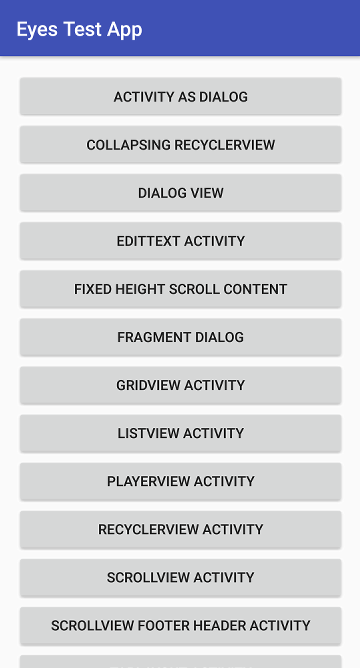 Eyes Test App
ACTIVITY AS DIALOG
COLLAPSING RECYCLERVIEW
DIALOG VIEW
EDITTEXT ACTIVITY
FIXED HEIGHT SCROLL CONTENT
FRAGMENT DIALOG
GRIDVIEW ACTIVITY
LISTVIEW ACTIVITY
PLAYERVIEW ACTIVITY
RECYCLERVIEW ACTIVITY
SCROLLVIEW ACTIVITY
SCROLLVIEW FOOTER HEADER ACTIVITY